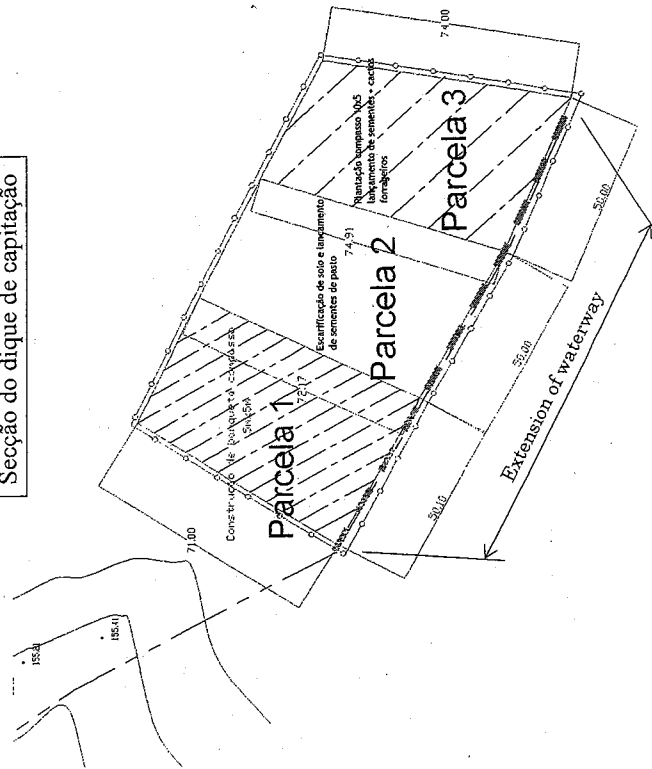 Secção do dique de capitação
74.00
Plantação compasso 10x5
lançamento de sementes + cactos
forrageiros
Parcela 3
Escarificação de solo e lançamento
de sementes de pasto
74.91
Parcela 2
Construção de banqueta compasso
5mx5m
72.17
Parcela 1
71.00
50.00
50.00
50.10
Extension of waterway
155.41